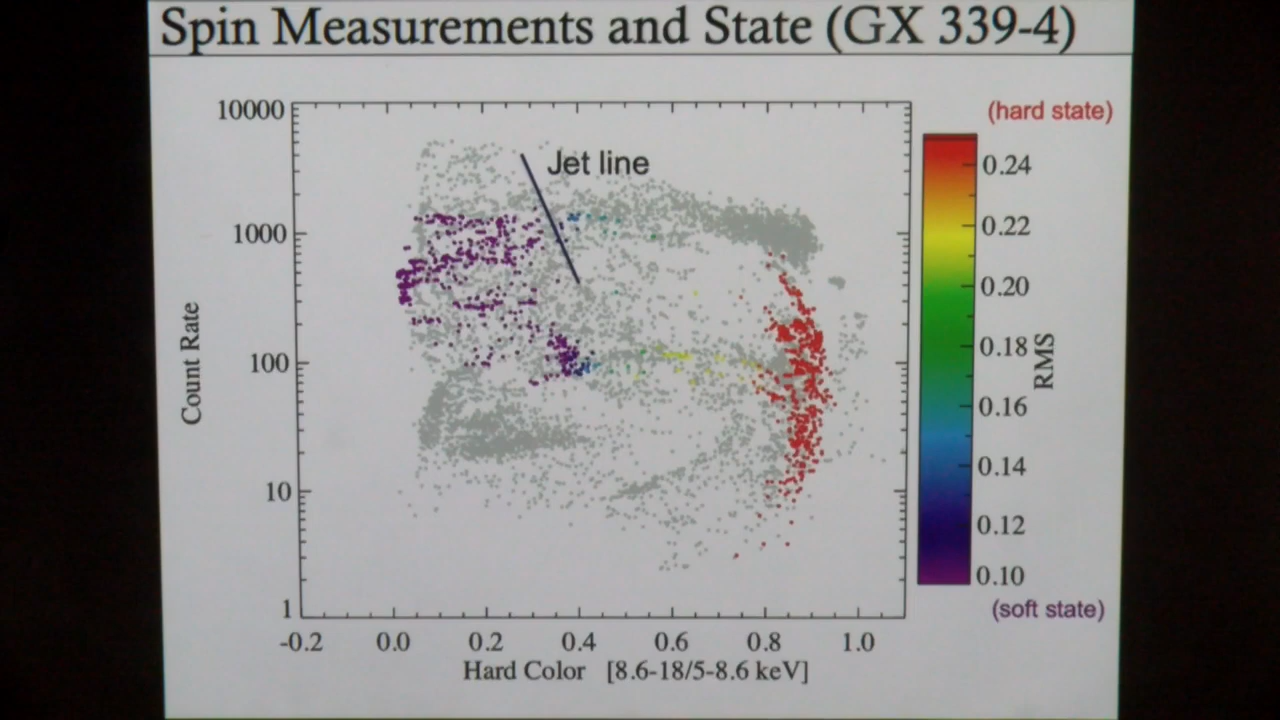 Spin Measurements and State (GX 339-4)
(hard state)
Jet line
10000
1000
100
10
1
Count Rate
-0.2 0.0 0.2 0.4 0.6 0.8 1.0
Hard Color [8.6-18/5-8.6 keV]
0.24
0.22
0.20
0.18
0.16
0.14
0.12
0.10
RMS
(soft state)